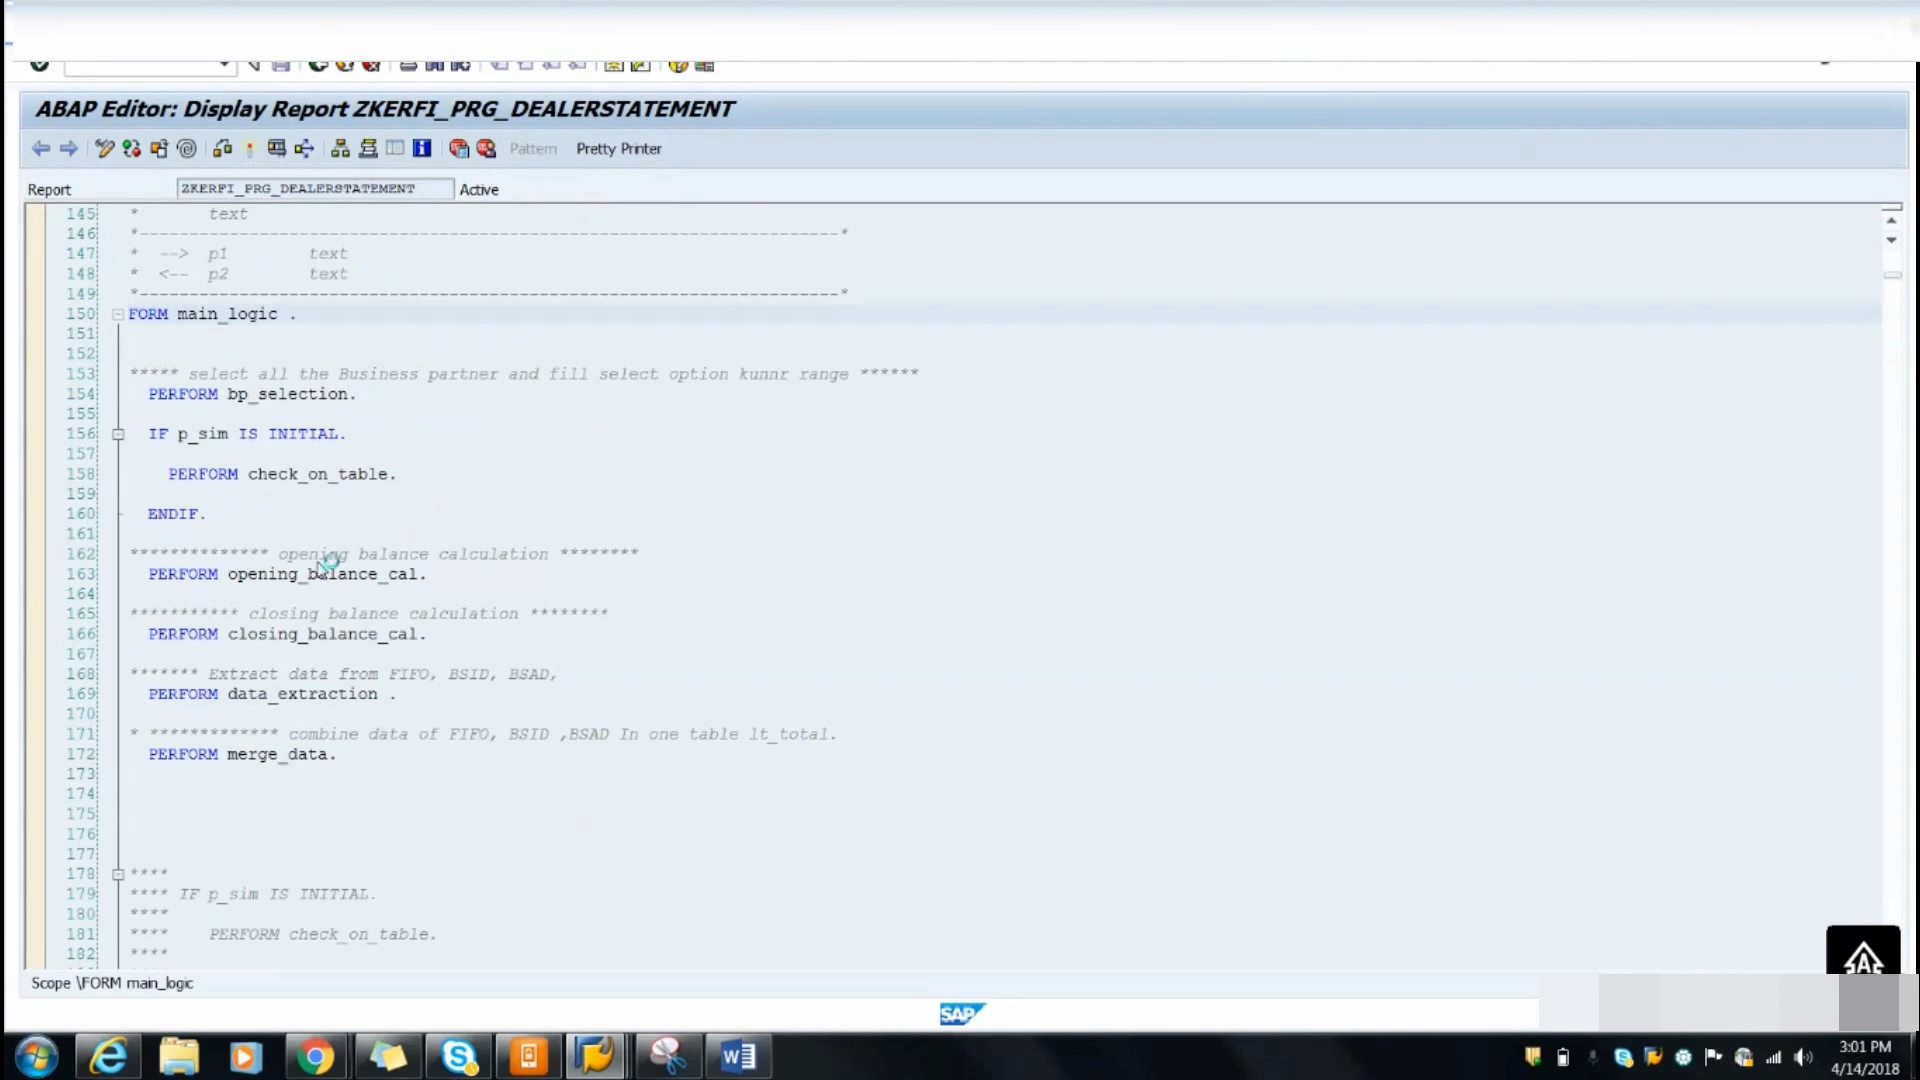 ABAP Editor: Display Report ZKERFI_PRG_DEALERSTATEMENT
Pattern Pretty Printer
Report ZKERFI_PRG_DEALERSTATEMENT Active
145 * text
146 *----------------------------------------------------------------------*
147 * --> p1 text
148 * <-- p2 text
149 *----------------------------------------------------------------------*
150 FORM main_logic .
151
152
153 ***** select all the Business partner and fill select option kunnr range ******
154 PERFORM bp_selection.
155
156 IF p_sim IS INITIAL.
157
158 PERFORM check_on_table.
159
160 ENDIF.
161
162 ************** opening balance calculation ********
163 PERFORM opening_balance_cal.
164
165 *********** closing balance calculation ********
166 PERFORM closing_balance_cal.
167
168 ******* Extract data from FIFO, BSID, BSAD,
169 PERFORM data_extraction .
170
171 * ************* combine data of FIFO, BSID ,BSAD In one table lt_total.
172 PERFORM merge_data.
173
174
175
176
177
178 ****
179 **** IF p_sim IS INITIAL.
180 ****
181 **** PERFORM check_on_table.
182 ****
Scope \FORM main_logic
SAP
3:01 PM
4/14/2018